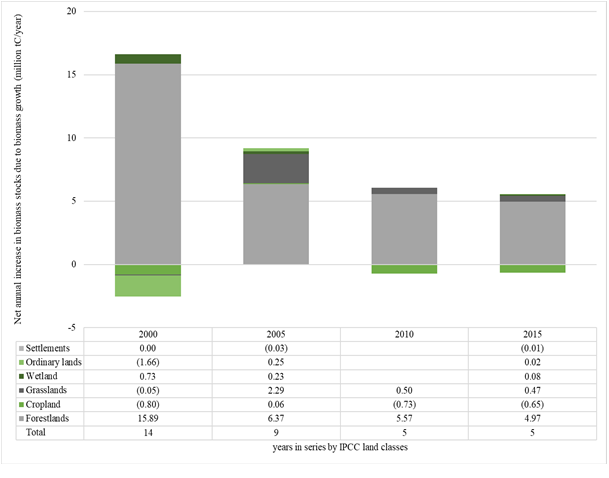 Net annual increase in biomass stocks due to biomass growth (million tC/year)
20
15
10
5
0
-5
2000 2005 2010 2015
Settlements 0.00 (0.03) (0.01)
Ordinary lands (1.66) 0.25 0.02
Wetland 0.73 0.23 0.08
Grasslands (0.05) 2.29 0.50 0.47
Cropland (0.80) 0.06 (0.73) (0.65)
Forestlands 15.89 6.37 5.57 4.97
Total 14 9 5 5
years in series by IPCC land classes